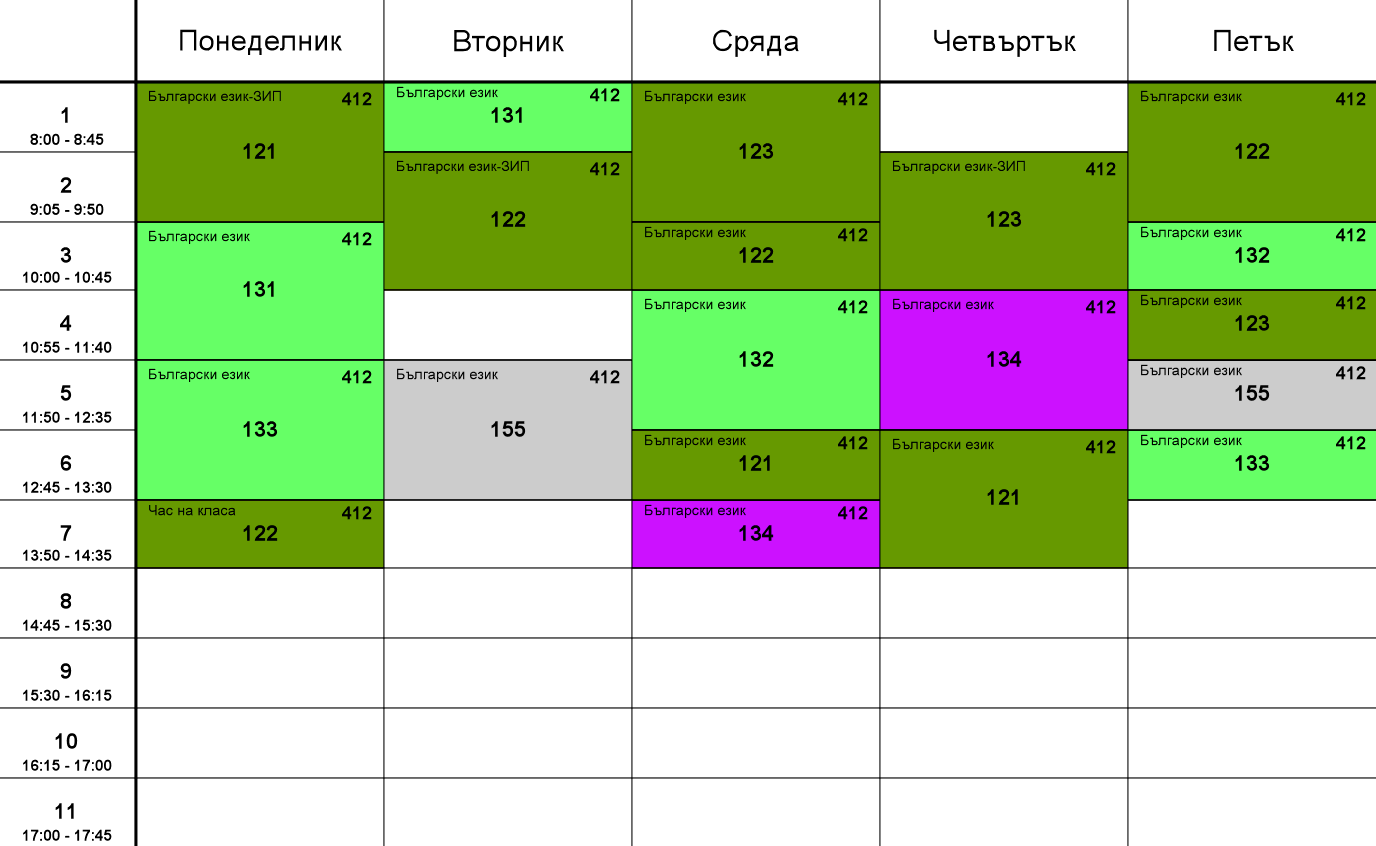 Понеделник Вторник Сряда Четвъртък Петък
1
8:00 - 8:45
2
9:05 - 9:50
3
10:00 - 10:45
4
10:55 - 11:40
5
11:50 - 12:35
6
12:45 - 13:30
7
13:50 - 14:35
8
14:45 - 15:30
9
15:30 - 16:15
10
16:15 - 17:00
11
17:00 - 17:45
Български език-ЗИП 412
121
Български език 412
131
Български език 412
133
Час на класа 412
122
Български език 412
131
Български език-ЗИП 412
122
Български език 412
155
Български език 412
123
Български език 412
122
Български език 412
132
Български език 412
121
Български език 412
134
Български език-ЗИП 412
123
Български език 412
134
Български език 412
121
Български език 412
122
Български език 412
132
Български език 412
123
Български език 412
155
Български език 412
133